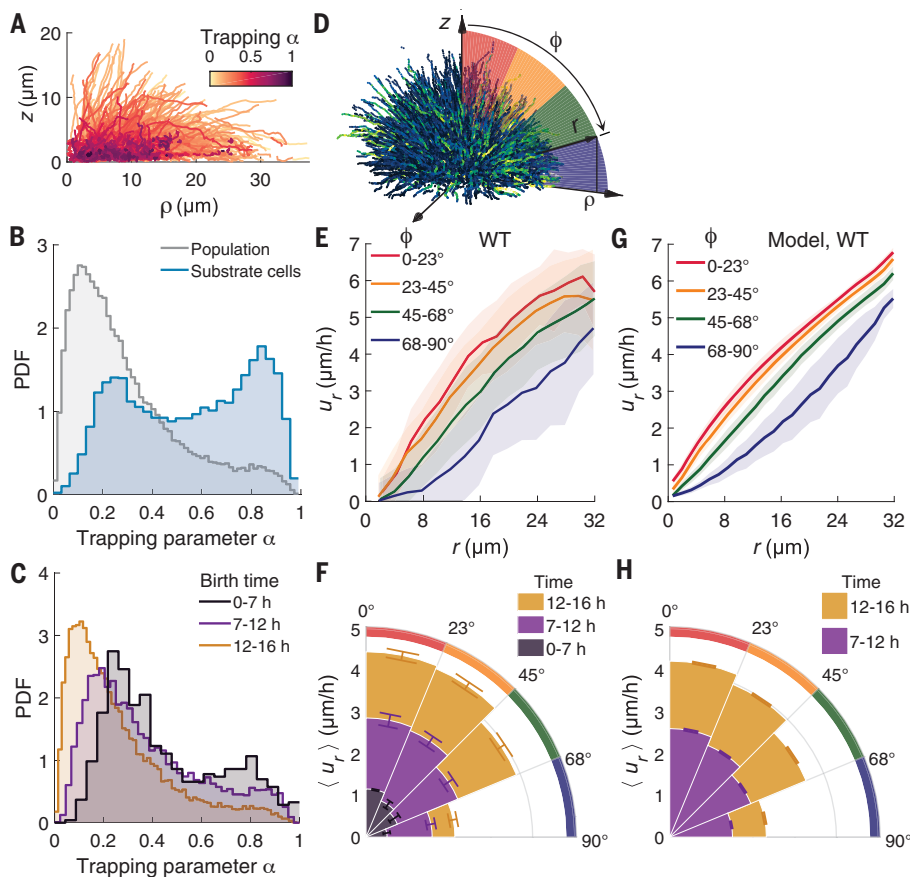 A
Trapping α
0 0.5 1
20
10
0
z (μm)
0 10 20 30
ρ (μm)
D
z
ϕ
r
ρ
B
Population
Substrate cells
3
2
1
0
PDF
0 0.2 0.4 0.6 0.8 1
Trapping parameter α
E
ϕ
WT
0-23°
23-45°
45-68°
68-90°
7
6
5
4
3
2
1
0
u_r (μm/h)
0 8 16 24 32
r (μm)
G
ϕ
Model, WT
0-23°
23-45°
45-68°
68-90°
7
6
5
4
3
2
1
0
u_r (μm/h)
0 8 16 24 32
r (μm)
C
Birth time
0-7 h
7-12 h
12-16 h
4
3
2
1
0
PDF
0 0.2 0.4 0.6 0.8 1
Trapping parameter α
F
Time
12-16 h
7-12 h
0-7 h
0°
23°
45°
68°
90°
5
4
3
2
1
0
⟨ u_r ⟩ (μm/h)
H
Time
12-16 h
7-12 h
0°
23°
45°
68°
90°
5
4
3
2
1
0
⟨ u_r ⟩ (μm/h)